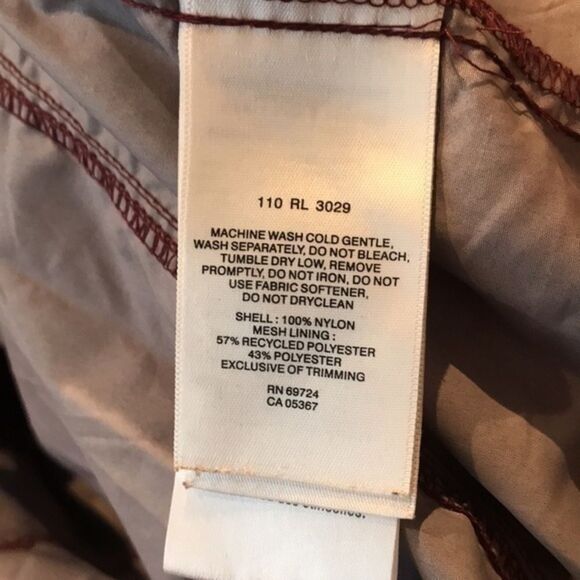 110 RL 3029
MACHINE WASH COLD GENTLE,
WASH SEPARATELY, DO NOT BLEACH,
TUMBLE DRY LOW, REMOVE
PROMPTLY, DO NOT IRON, DO NOT
USE FABRIC SOFTENER,
DO NOT DRYCLEAN
SHELL : 100% NYLON
MESH LINING :
57% RECYCLED POLYESTER
43% POLYESTER
EXCLUSIVE OF TRIMMING
RN 69724
CA 05367